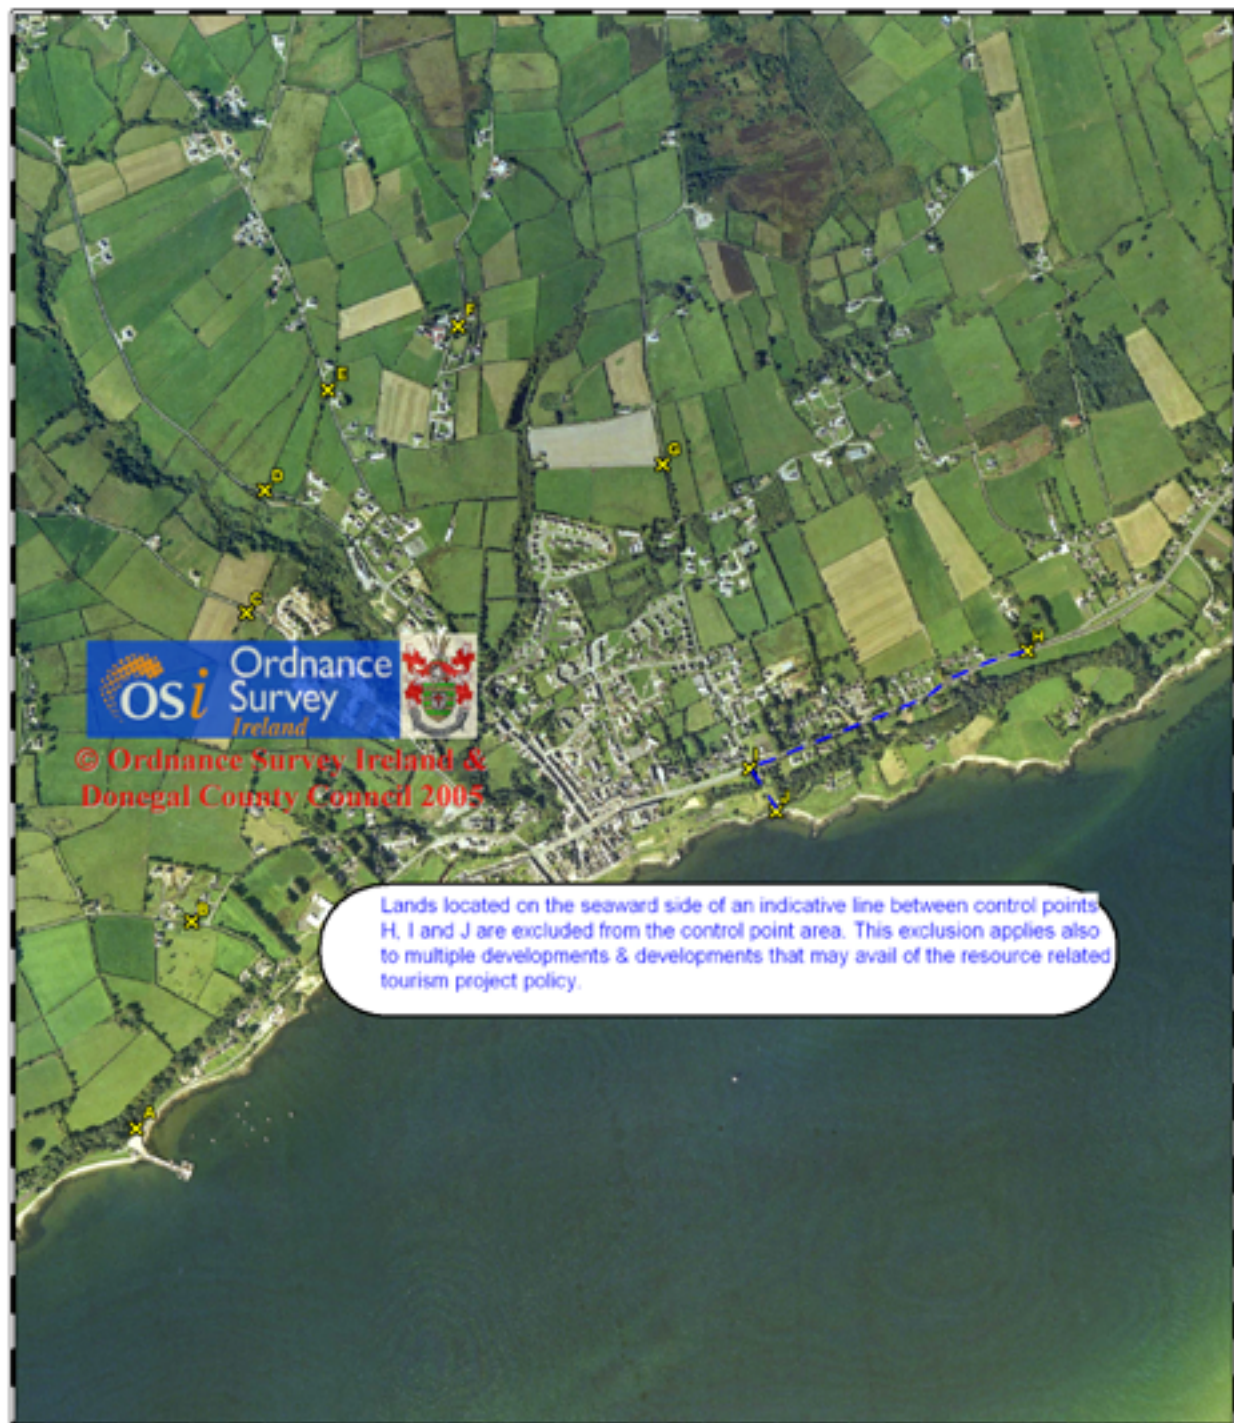 F
E
G
D
C
H
OSi
Ordnance
Survey
Ireland
© Ordnance Survey Ireland &
Donegal County Council 2005
I
J
Lands located on the seaward side of an indicative line between control points
H, I and J are excluded from the control point area. This exclusion applies also
to multiple developments & developments that may avail of the resource related
tourism project policy.
B
A